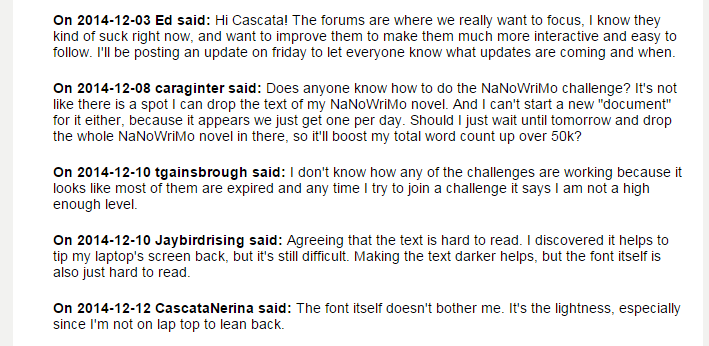 On 2014-12-03 Ed said: Hi Cascata! The forums are where we really want to focus, I know they
kind of suck right now, and want to improve them to make them much more interactive and easy to
follow. I'll be posting an update on friday to let everyone know what updates are coming and when.
On 2014-12-08 caraginter said: Does anyone know how to do the NaNoWriMo challenge? It's not
like there is a spot I can drop the text of my NaNoWriMo novel. And I can't start a new "document"
for it either, because it appears we just get one per day. Should I just wait until tomorrow and drop
the whole NaNoWriMo novel in there, so it'll boost my total word count up over 50k?
On 2014-12-10 tgainsbrough said: I don't know how any of the challenges are working because it
looks like most of them are expired and any time I try to join a challenge it says I am not a high
enough level.
On 2014-12-10 Jaybirdrising said: Agreeing that the text is hard to read. I discovered it helps to
tip my laptop's screen back, but it's still difficult. Making the text darker helps, but the font itself is
also just hard to read.
On 2014-12-12 CascataNerina said: The font itself doesn't bother me. It's the lightness, especially
since I'm not on lap top to lean back.